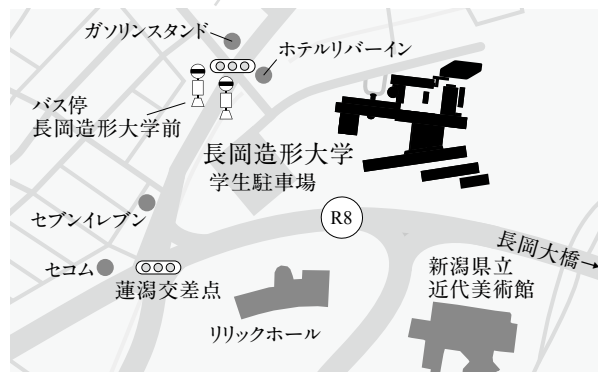 ガソリンスタンド
ホテルリバーイン
バス停
長岡造形大学前
長岡造形大学
学生駐車場
セブンイレブン
R8
長岡大橋→
セコム
蓮潟交差点
新潟県立
近代美術館
リリックホール